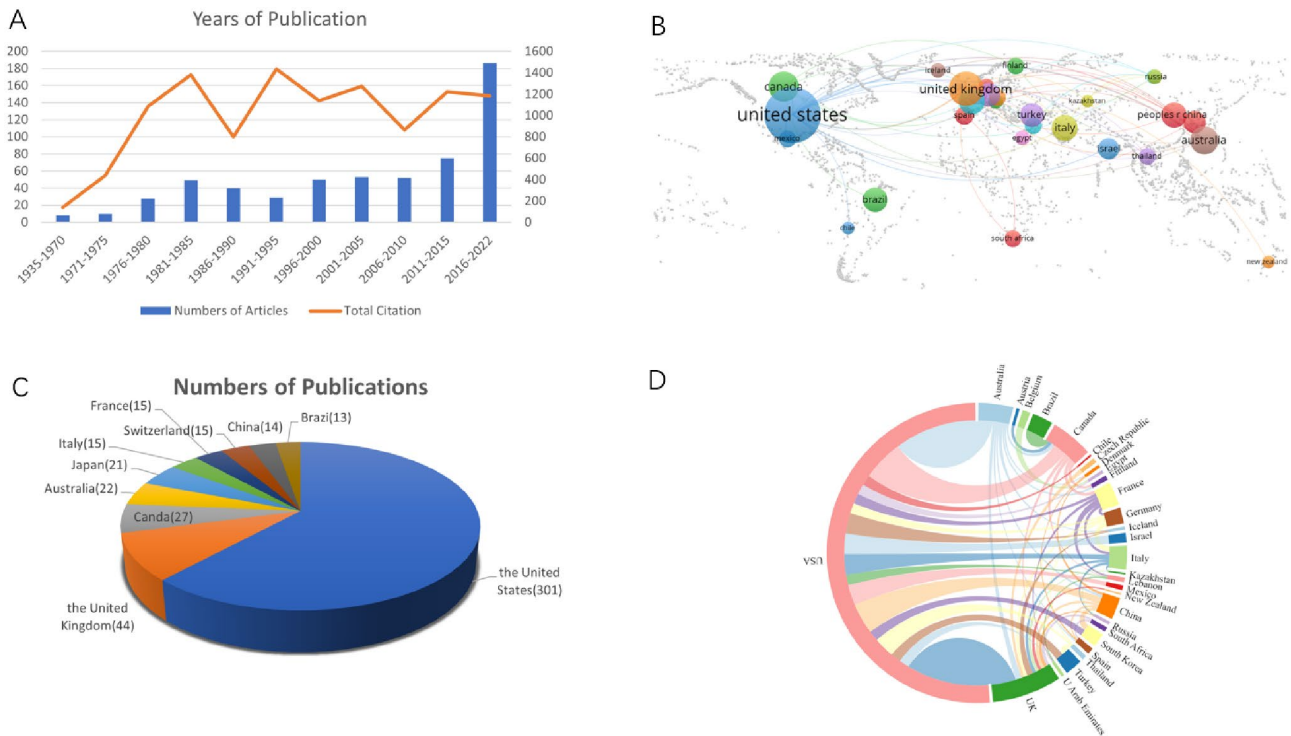 A
Years of Publication
200
180
160
140
120
100
80
60
40
20
0
1600
1400
1200
1000
800
600
400
200
0
1935-1970
1971-1975
1976-1980
1981-1985
1986-1990
1991-1995
1996-2000
2001-2005
2006-2010
2011-2015
2016-2022
Numbers of Articles
Total Citation
B
iceland
finland
russia
canada
united kingdom
kazakhstan
united states
spain
turkey
peoples r china
italy
mexico
egypt
israel
australia
thailand
brazil
chile
south africa
new zealand
C
Numbers of Publications
France(15)
Switzerland(15)
China(14)
Brazi(13)
Italy(15)
Japan(21)
Australia(22)
Canda(27)
the United
Kingdom(44)
the United
States(301)
D
Australia
Austria
Belgium
Brazil
Canada
Chile
Czech Republic
Denmark
Egypt
Finland
France
Germany
Iceland
Israel
Italy
Kazakhstan
Lebanon
Mexico
New Zealand
China
Russia
South Africa
South Korea
Spain
Thailand
Turkey
U Arab Emirates
UK
USA